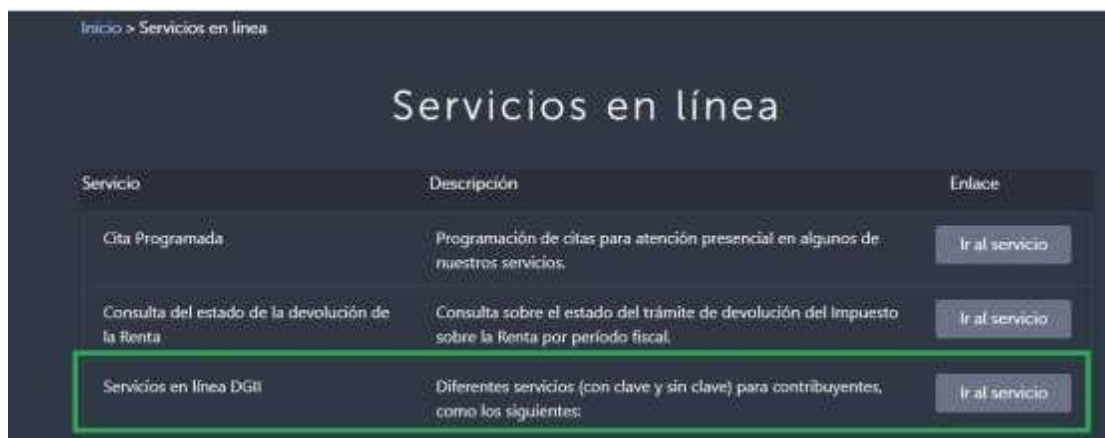 Inicio > Servicios en línea
Servicios en línea
Servicio Descripción Enlace
Cita Programada Programación de citas para atención presencial en algunos de Ir al servicio
nuestros servicios.
Consulta del estado de la devolución de Consulta sobre el estado del trámite de devolución del Impuesto Ir al servicio
la Renta sobre la Renta por período fiscal.
Servicios en línea DGII Diferentes servicios (con clave y sin clave) para contribuyentes, Ir al servicio
como los siguientes: